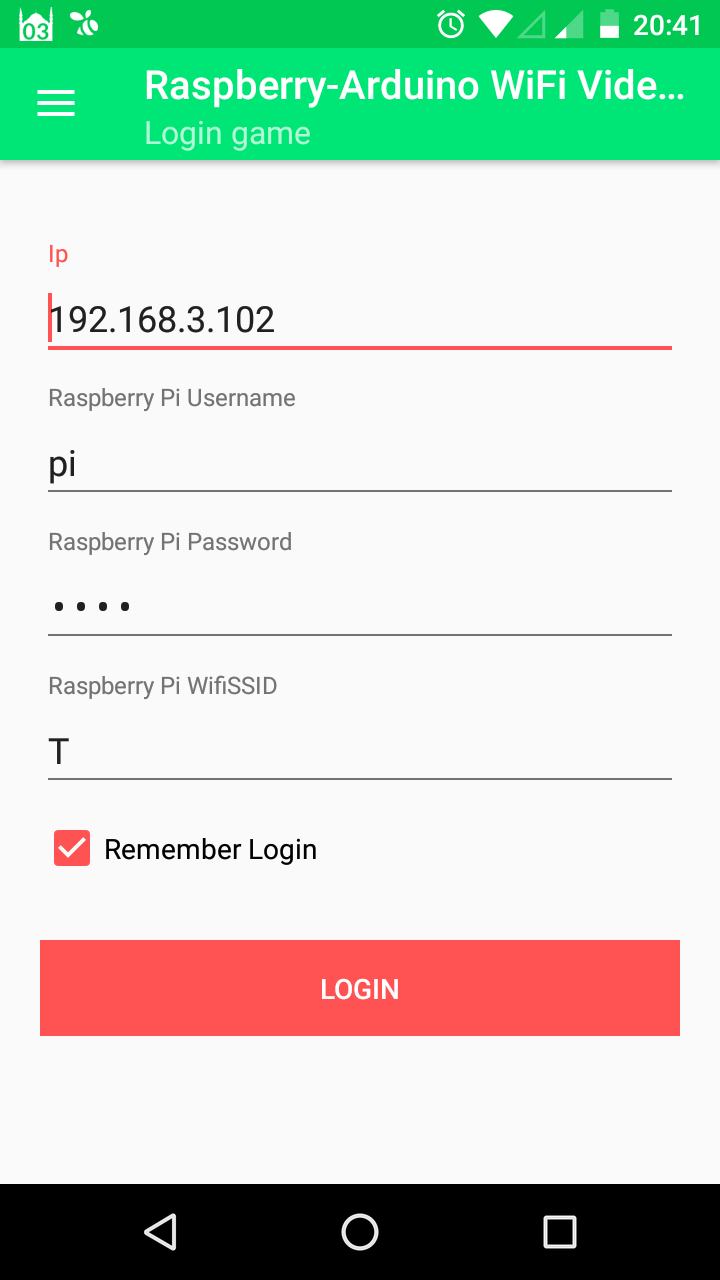 03
20:41
Raspberry-Arduino WiFi Vide...
Login game
Ip
192.168.3.102
Raspberry Pi Username
pi
Raspberry Pi Password
••••
Raspberry Pi WifiSSID
T
Remember Login
LOGIN